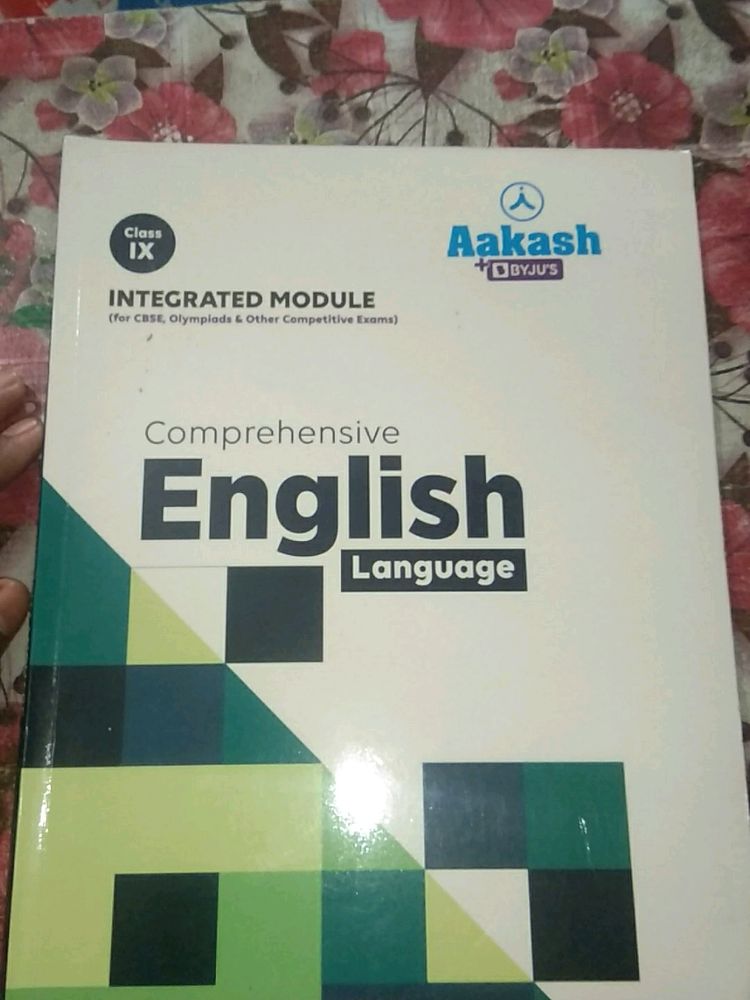 Class
IX
Aakash
+ BYJU'S
INTEGRATED MODULE
(for CBSE, Olympiads & Other Competitive Exams)
Comprehensive
English
Language